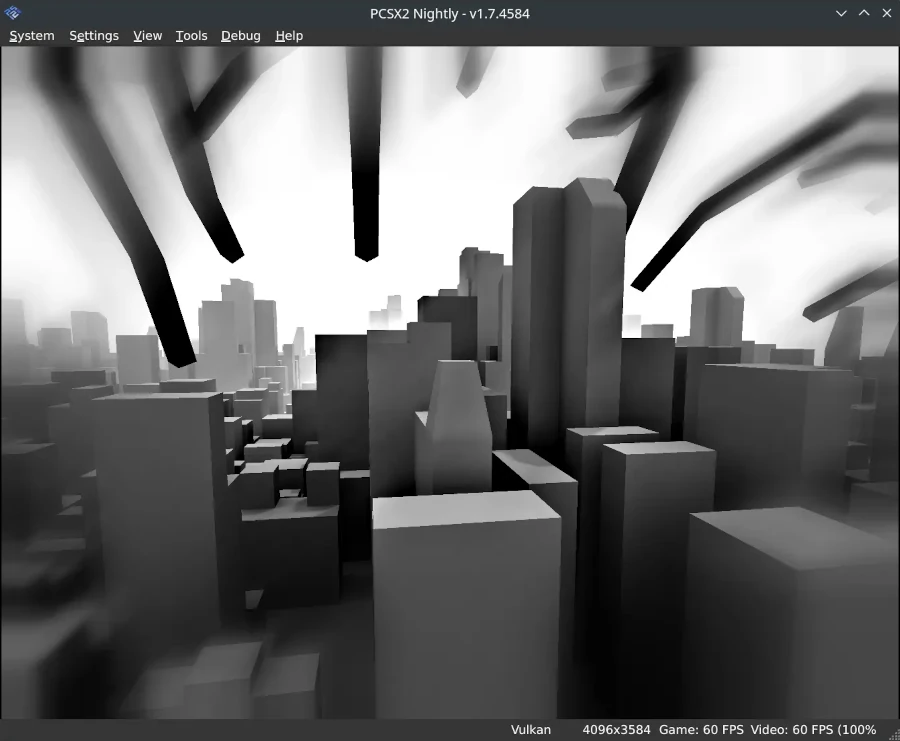 PCSX2 Nightly - v1.7.4584
System Settings View Tools Debug Help
Vulkan 4096x3584 Game: 60 FPS Video: 60 FPS (100%